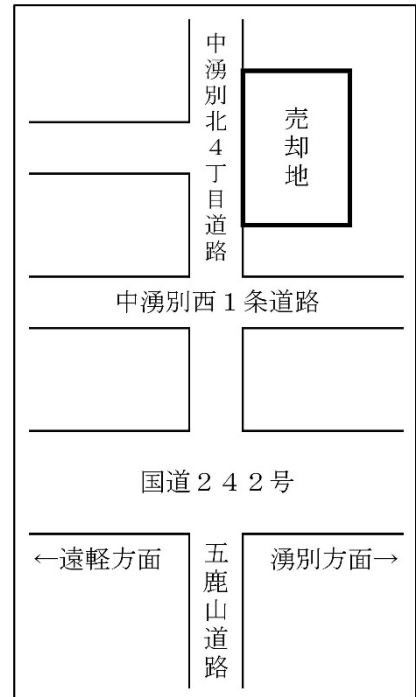 中湧別北４丁目道路
売却地
中湧別西１条道路
国道２４２号
←遠軽方面
五鹿山道路
湧別方面→